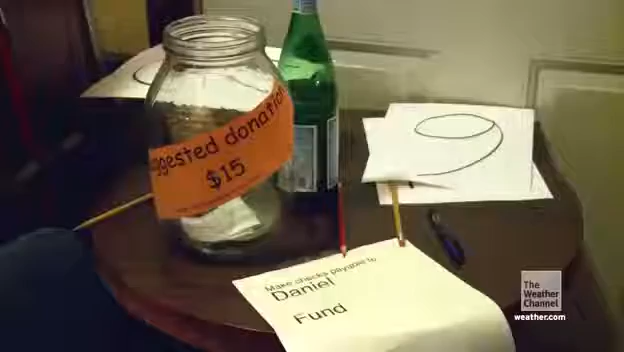 ggested donation
$15
Make checks payable to
Daniel
Fund
The
Weather
Channel
weather.com